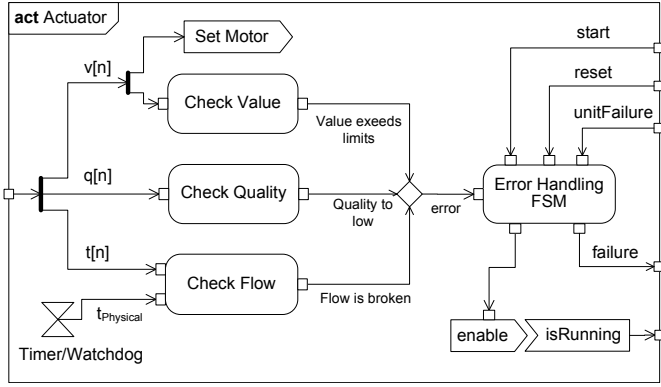 act Actuator
Set Motor
start
v[n]
reset
Check Value
Value exeeds
limits
unitFailure
q[n]
Check Quality
Quality to
low
error
Error Handling
FSM
t[n]
Check Flow
Flow is broken
failure
tPhysical
Timer/Watchdog
enable
isRunning